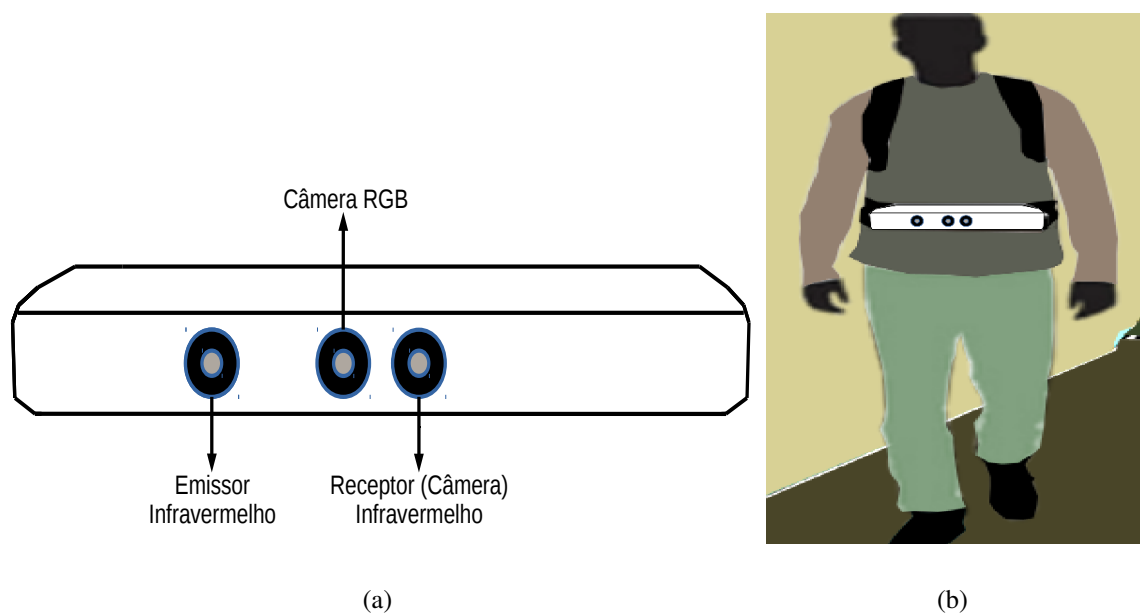 Câmera RGB
Emissor
Infravermelho
Receptor (Câmera)
Infravermelho
(a)
(b)